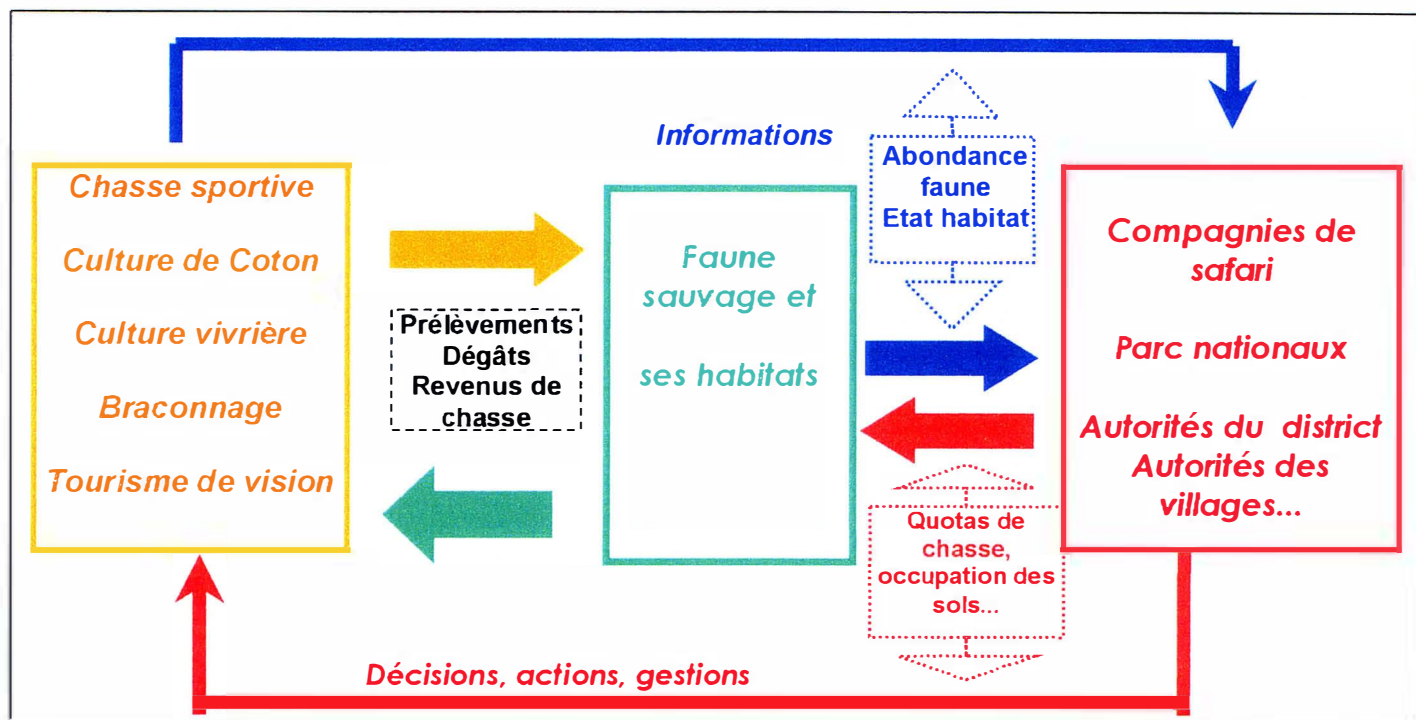 Informations
Chasse sportive
Culture de Coton
Culture vivrière
Braconnage
Tourisme de vision
Prélèvements
Dégâts
Revenus de
chasse
Faune
sauvage et
ses habitats
Abondance
faune
Etat habitat
Quotas de
chasse,
occupation des
sols...
Compagnies de
safari
Parc nationaux
Autorités du district
Autorités des
villages...
Décisions, actions, gestions